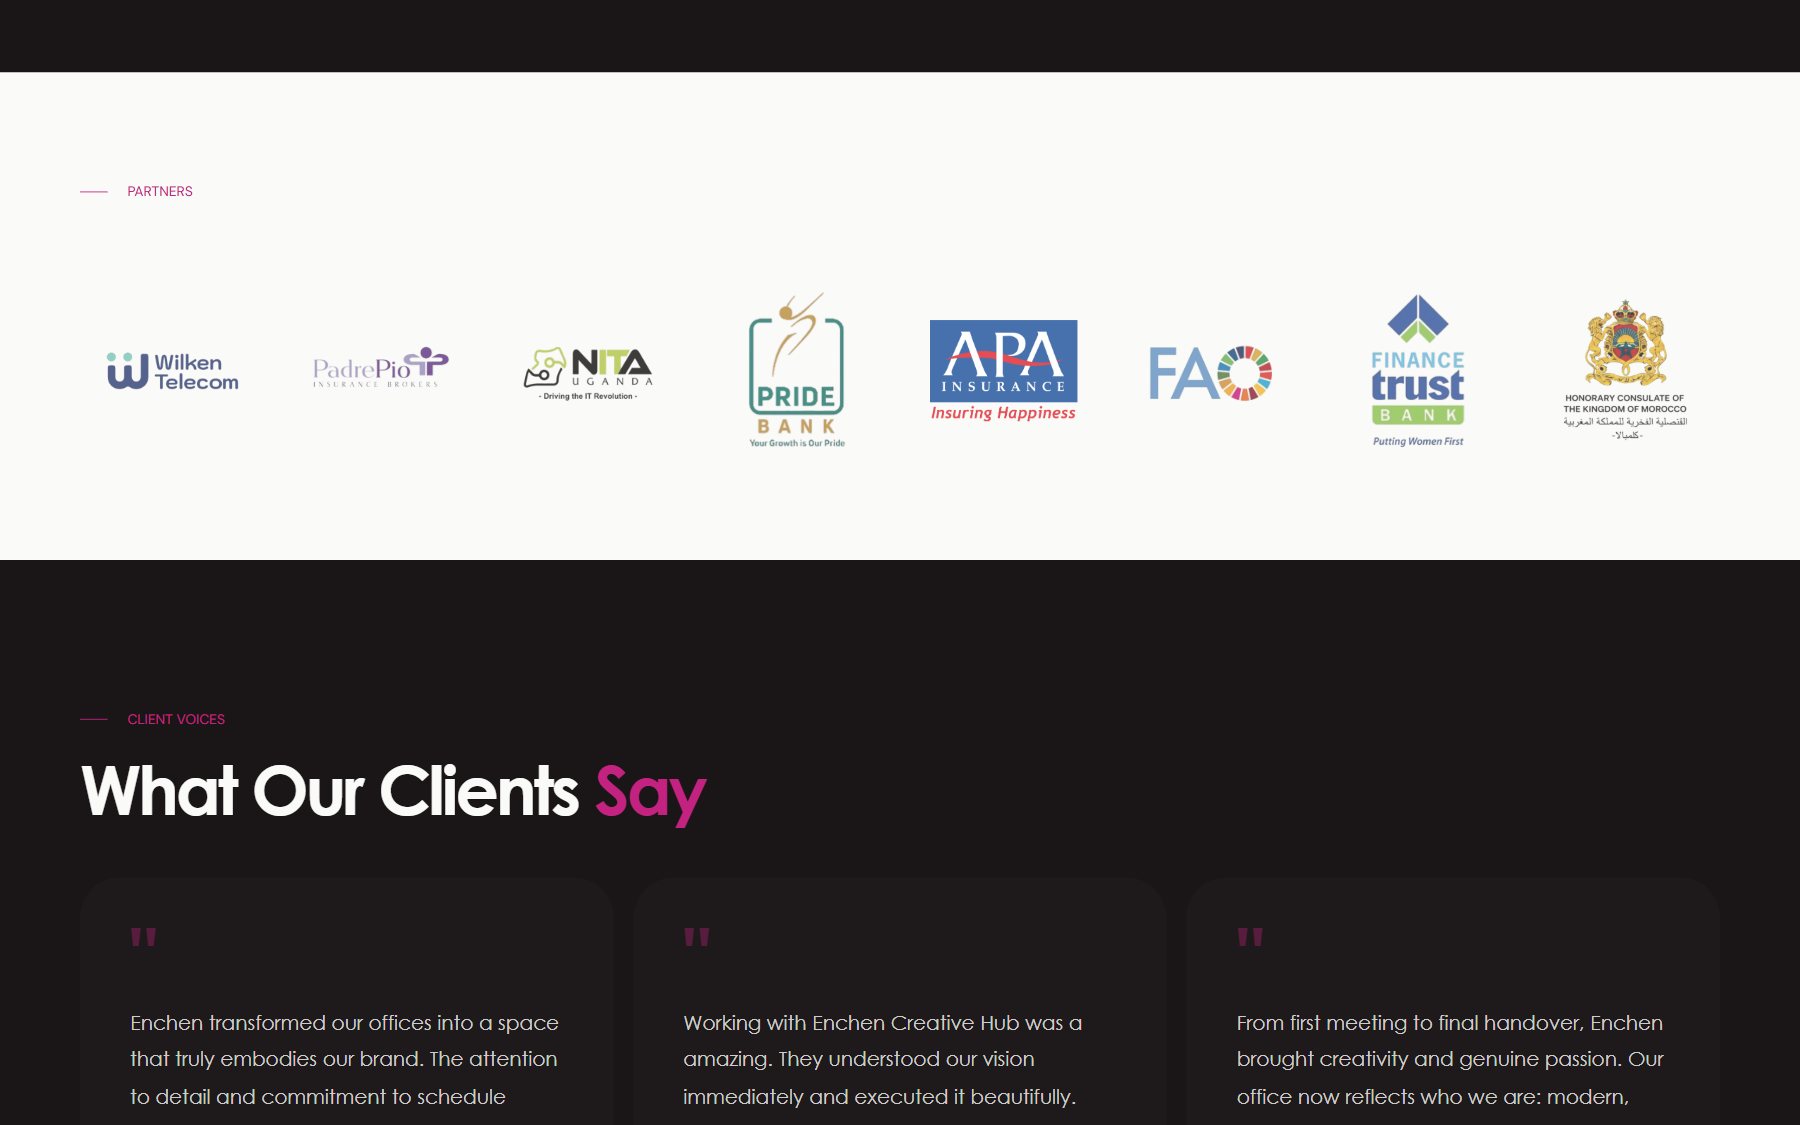 PARTNERS
Wilken
Telecom
PadrePio
INSURANCE BROKERS
NITA
UGANDA
- Driving the IT Revolution -
PRIDE
BANK
Your Growth is Our Pride
APA
INSURANCE
Insuring Happiness
FAO
FINANCE
trust
BANK
Putting Women First
HONORARY CONSULATE OF
THE KINGDOM OF MOROCCO
القنصلية الفخرية للمملكة المغربية
-كامبالا-
CLIENT VOICES
What Our Clients Say
"
Enchen transformed our offices into a space
that truly embodies our brand. The attention
to detail and commitment to schedule
"
Working with Enchen Creative Hub was a
amazing. They understood our vision
immediately and executed it beautifully.
"
From first meeting to final handover, Enchen
brought creativity and genuine passion. Our
office now reflects who we are: modern,